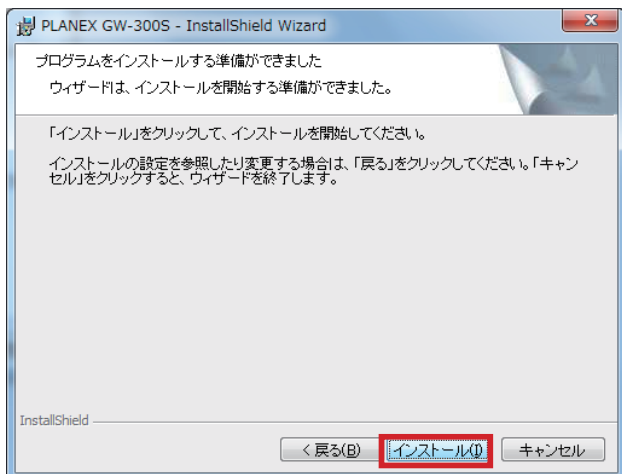 PLANEX GW-300S - InstallShield Wizard
プログラムをインストールする準備ができました
ウィザードは、インストールを開始する準備ができました。
「インストール」をクリックして、インストールを開始してください。
インストールの設定を参照したり変更する場合は、「戻る」をクリックしてください。「キャン
セル」をクリックすると、ウィザードを終了します。
InstallShield
< 戻る(B) インストール(I) キャンセル